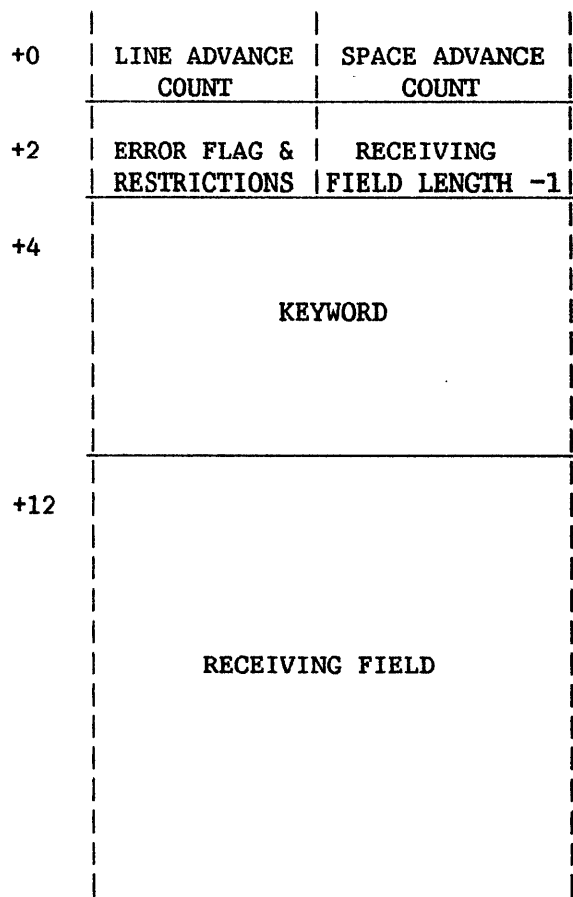 +0 LINE ADVANCE SPACE ADVANCE
COUNT COUNT
+2 ERROR FLAG & RECEIVING
RESTRICTIONS FIELD LENGTH -1
+4
KEYWORD
+12
RECEIVING FIELD